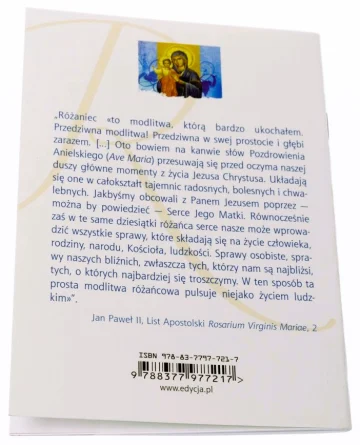 „Różaniec «to modlitwa, którą bardzo ukochałem.
Przedziwna modlitwa! Przedziwna w swej prostocie i głębi
zarazem. [...] Oto bowiem na kanwie słów Pozdrowienia
Anielskiego (Ave Maria) przesuwają się przed oczyma naszej
duszy główne momenty z życia Jezusa Chrystusa. Układają
się one w całokształt tajemnic radosnych, bolesnych i chwa-
lebnych. Jakbyśmy obcowali z Panem Jezusem poprzez —
można by powiedzieć — Serce Jego Matki. Równocześnie
zaś w te same dziesiątki różańca serce nasze może wprowa-
dzić wszystkie sprawy, które składają się na życie człowieka,
rodziny, narodu, Kościoła, ludzkości. Sprawy osobiste, spra-
wy naszych bliźnich, zwłaszcza tych, którzy nam są najbliżsi,
tych, o których najbardziej się troszczymy. W ten sposób ta
prosta modlitwa różańcowa pulsuje niejako życiem ludz-
kim»”.
Jan Paweł II, List Apostolski Rosarium Virginis Mariae, 2
ISBN 978-83-7797-721-7
9 788377 977217 >
www.edycja.pl